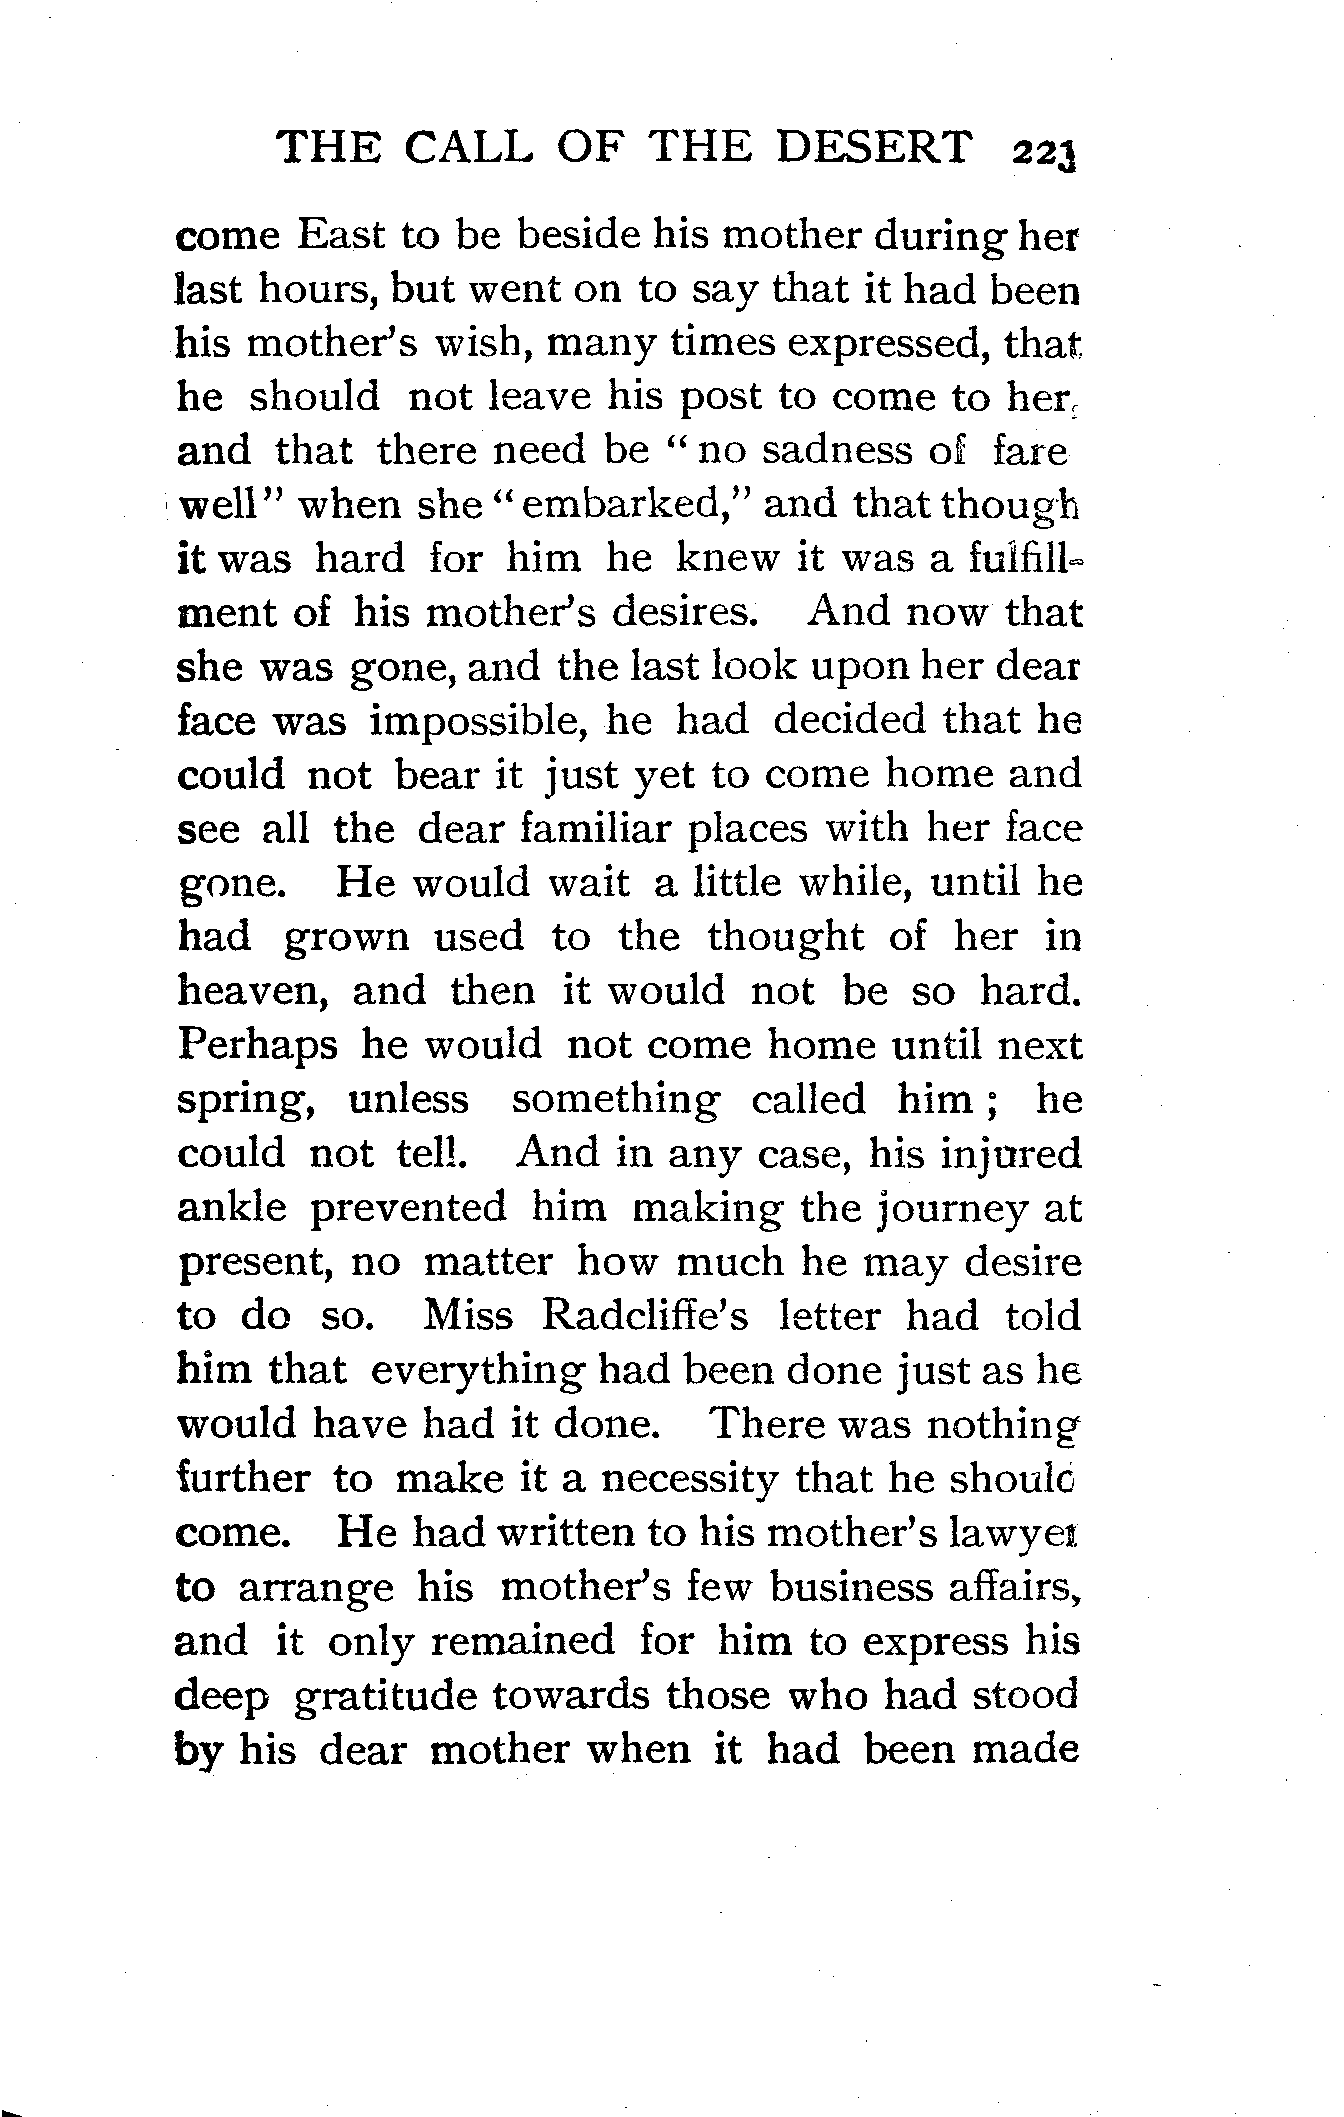 THE CALL OF THE DESERT 223
come East to be beside his mother during her
last hours, but went on to say that it had been
his mother's wish, many times expressed, that
he should not leave his post to come to her,
and that there need be “ no sadness of fare
well” when she “ embarked,” and that though
it was hard for him he knew it was a fulfill-
ment of his mother's desires. And now that
she was gone, and the last look upon her dear
face was impossible, he had decided that he
could not bear it just yet to come home and
see all the dear familiar places with her face
gone. He would wait a little while, until he
had grown used to the thought of her in
heaven, and then it would not be so hard.
Perhaps he would not come home until next
spring, unless something called him ; he
could not tell. And in any case, his injured
ankle prevented him making the journey at
present, no matter how much he may desire
to do so. Miss Radcliffe's letter had told
him that everything had been done just as he
would have had it done. There was nothing
further to make it a necessity that he should
come. He had written to his mother's lawyer
to arrange his mother's few business affairs,
and it only remained for him to express his
deep gratitude towards those who had stood
by his dear mother when it had been made